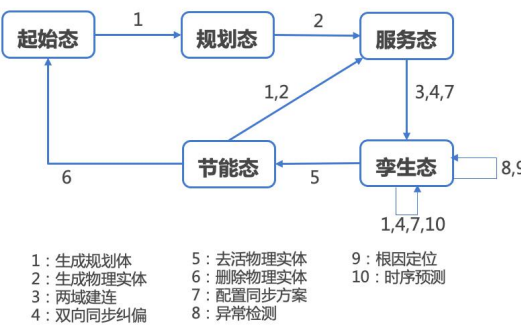 起始态
1
规划态
2
服务态
1,2
3,4,7
节能态
5
孪生态
6
8,9
1,4,7,10
1：生成规划体
2：生成物理实体
3：两域建连
4：双向同步纠偏
5：去活物理实体
6：删除物理实体
7：配置同步方案
8：异常检测
9：根因定位
10：时序预测